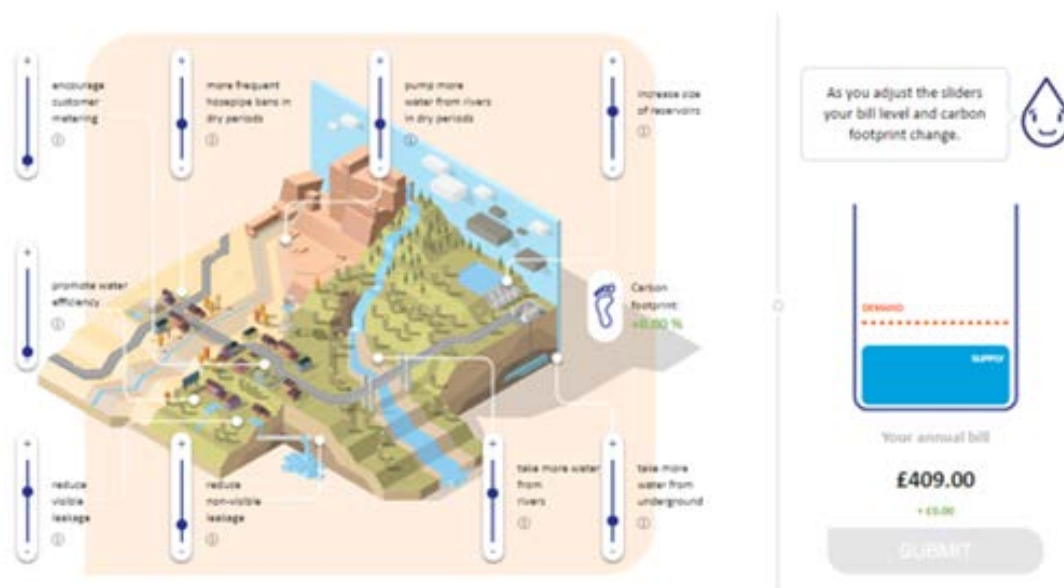 encourage
customer
metering
more frequent
hosepipe bans in
dry periods
pump more
water from rivers
in dry periods
increase size
of reservoirs
As you adjust the sliders
your bill level and carbon
footprint change.
promote water
efficiency
Carbon
footprint:
+0.00 %
DEMAND
SUPPLY
reduce
visible
leakage
reduce
non-visible
leakage
take more water
from
rivers
take more
water from
underground
Your annual bill
£409.00
+ £0.00
SUBMIT